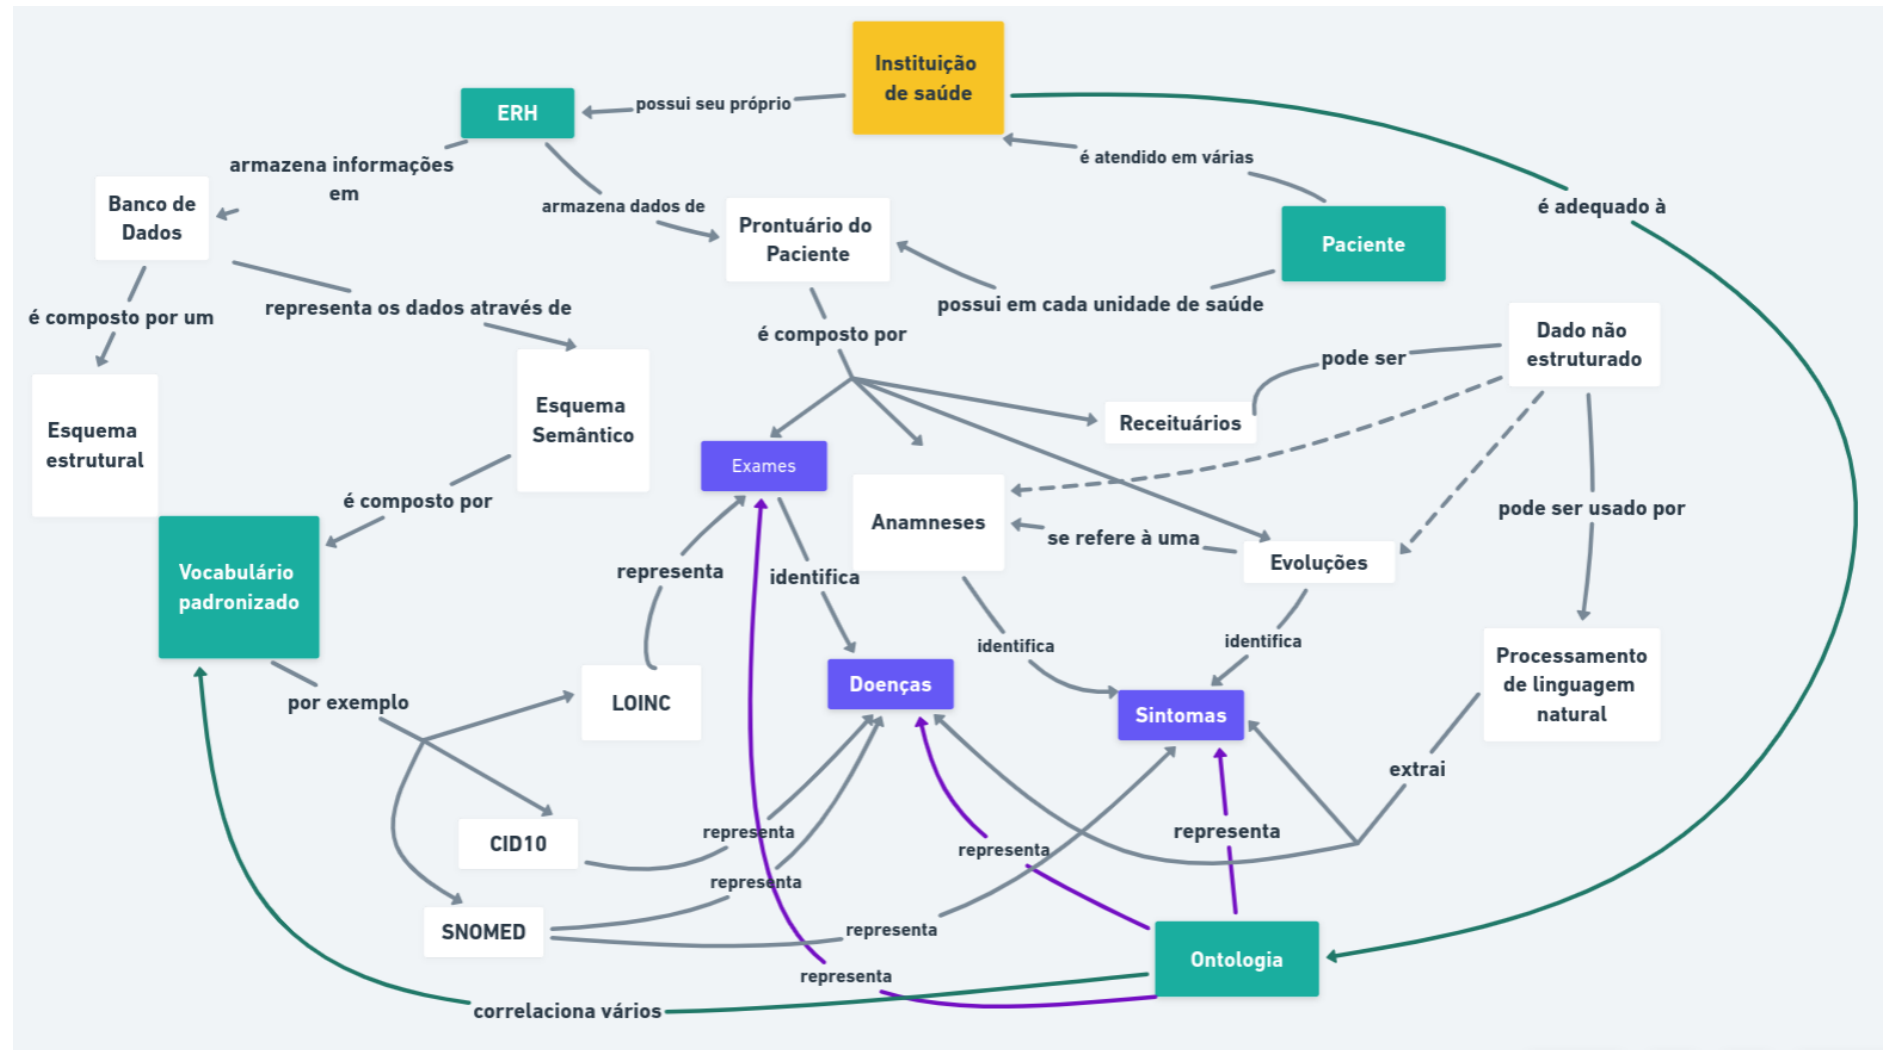 Instituição
de saúde
possui seu próprio
ERH
é atendido em várias
armazena informações
em
armazena dados de
é adequado à
Banco de
Dados
Prontuário do
Paciente
Paciente
é composto por um
representa os dados através de
possui em cada unidade de saúde
é composto por
Dado não
estruturado
pode ser
Esquema
estrutural
Esquema
Semântico
Receituários
Exames
é composto por
Anamneses
pode ser usado por
se refere à uma
Evoluções
Vocabulário
padronizado
representa
identifica
identifica
identifica
Processamento
de linguagem
natural
por exemplo
LOINC
Doenças
Sintomas
extrai
CID10
representa
representa
representa
representa
SNOMED
representa
Ontologia
representa
correlaciona vários